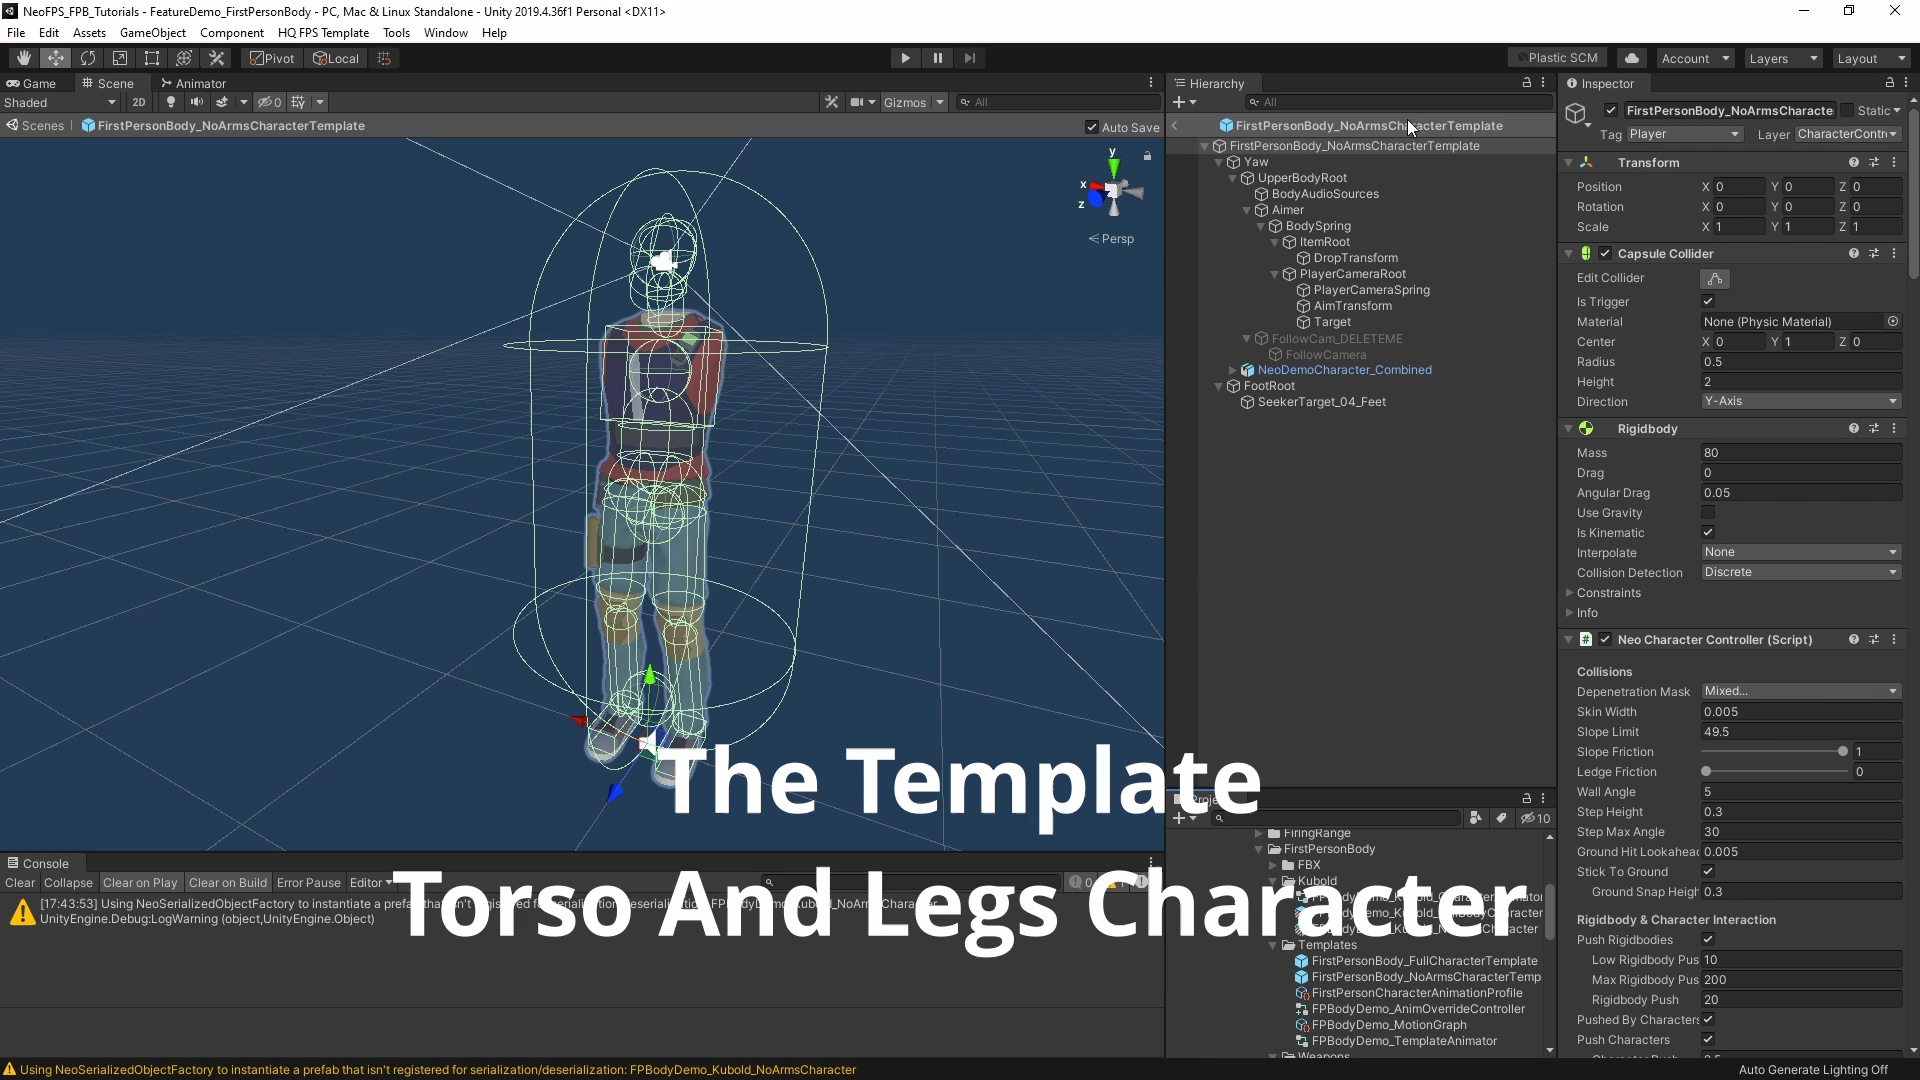 NeoFPS_FPB_Tutorials - FeatureDemo_FirstPersonBody - PC, Mac & Linux Standalone - Unity 2019.4.36f1 Personal <DX11>
File Edit Assets GameObject Component HQ FPS Template Tools Window Help
Pivot Local Plastic SCM Account Layers Layout
Game Scene Animator
Shaded 2D 0 Gizmos All
Scenes FirstPersonBody_NoArmsCharacterTemplate Auto Save
y
x
z
< Persp
Hierarchy
All
FirstPersonBody_NoArmsCharacterTemplate
FirstPersonBody_NoArmsCharacterTemplate
Yaw
UpperBodyRoot
BodyAudioSources
Aimer
BodySpring
ItemRoot
DropTransform
PlayerCameraRoot
PlayerCameraSpring
AimTransform
Target
FollowCam_DELETEME
FollowCamera
NeoDemoCharacter_Combined
FootRoot
SeekerTarget_04_Feet
Inspector
FirstPersonBody_NoArmsCharacte Static
Tag Player Layer CharacterContr
Transform
Position X 0 Y 0 Z 0
Rotation X 0 Y 0 Z 0
Scale X 1 Y 1 Z 1
Capsule Collider
Edit Collider
Is Trigger
Material None (Physic Material)
Center X 0 Y 1 Z 0
Radius 0.5
Height 2
Direction Y-Axis
Rigidbody
Mass 80
Drag 0
Angular Drag 0.05
Use Gravity
Is Kinematic
Interpolate None
Collision Detection Discrete
Constraints
Info
Neo Character Controller (Script)
Collisions
Depenetration Mask Mixed...
Skin Width 0.005
Slope Limit 49.5
Slope Friction 1
Ledge Friction 0
Wall Angle 5
Step Height 0.3
Step Max Angle 30
Ground Hit Lookahead 0.005
Stick To Ground
Ground Snap Heigh 0.3
Rigidbody & Character Interaction
Push Rigidbodies
Low Rigidbody Pus 10
Max Rigidbody Pus 200
Rigidbody Push 20
Pushed By Characters
Push Characters
The Template
Torso And Legs Character
10
FiringRange
FirstPersonBody
FBX
Kubold
Templates
FirstPersonBody_FullCharacterTemplate
FirstPersonBody_NoArmsCharacterTemp
FirstPersonCharacterAnimationProfile
FPBodyDemo_AnimOverrideController
FPBodyDemo_MotionGraph
FPBodyDemo_TemplateAnimator
Weapons
Console
Clear Collapse Clear on Play Clear on Build Error Pause Editor
[17:43:53] Using NeoSerializedObjectFactory to instantiate a prefab
UnityEngine.Debug:LogWarning (object,UnityEngine.Object)
Using NeoSerializedObjectFactory to instantiate a prefab that isn't registered for serialization/deserialization: FPBodyDemo_Kubold_NoArmsCharacter
Auto Generate Lighting Off